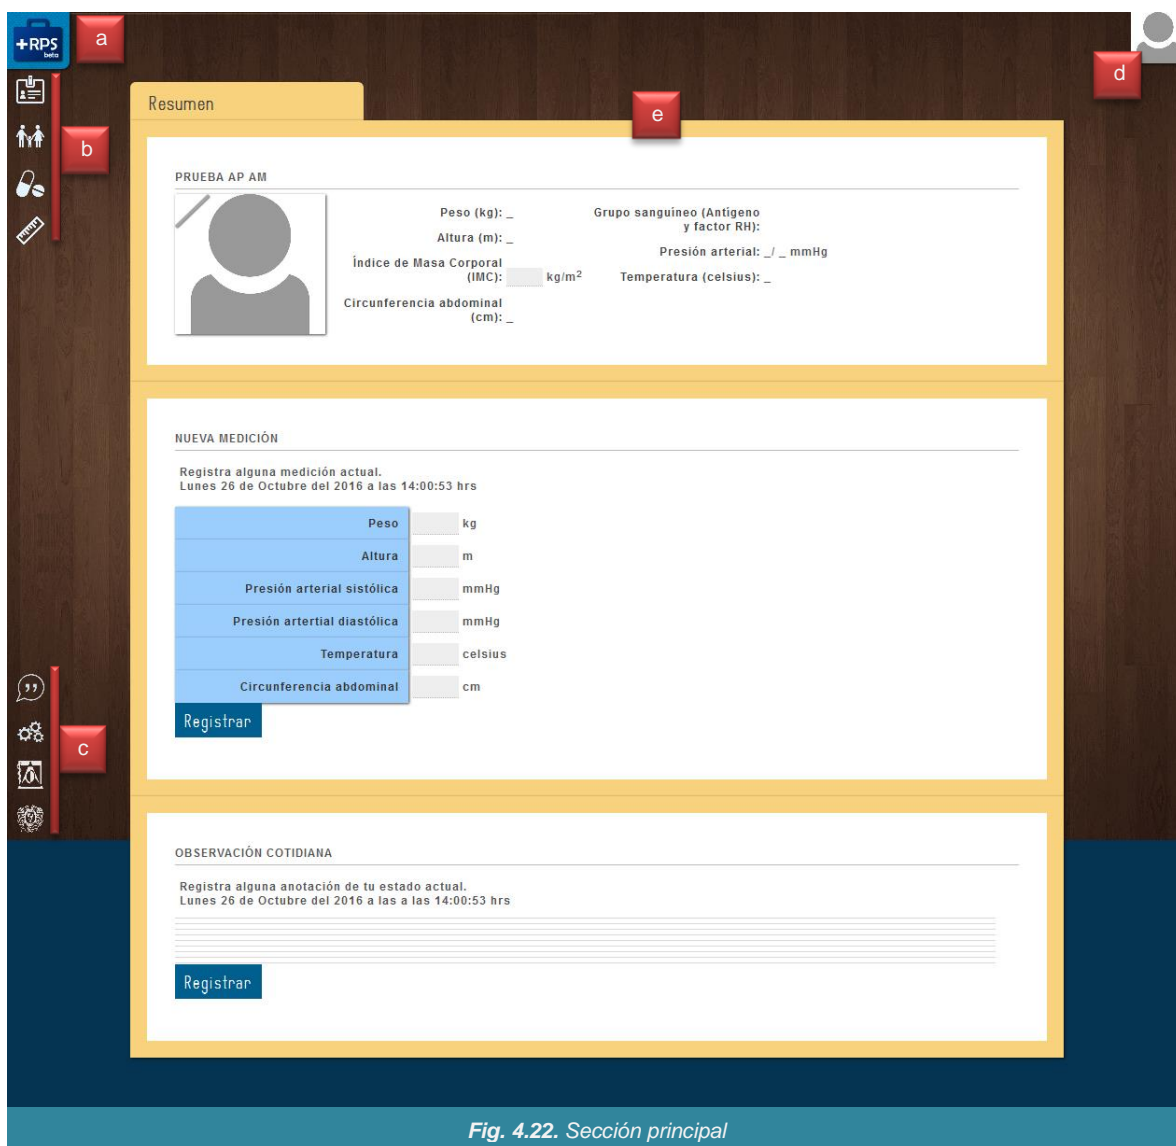 +RPS
beta
a
b
c
d
e
Resumen
PRUEBA AP AM
Peso (kg): _
Altura (m): _
Índice de Masa Corporal
(IMC): kg/m²
Circunferencia abdominal
(cm): _
Grupo sanguíneo (Antígeno
y factor RH):
Presión arterial: _/ _ mmHg
Temperatura (celsius): _
NUEVA MEDICIÓN
Registra alguna medición actual.
Lunes 26 de Octubre del 2016 a las 14:00:53 hrs
Peso kg
Altura m
Presión arterial sistólica mmHg
Presión artertial diastólica mmHg
Temperatura celsius
Circunferencia abdominal cm
Registrar
OBSERVACIÓN COTIDIANA
Registra alguna anotación de tu estado actual.
Lunes 26 de Octubre del 2016 a las a las 14:00:53 hrs
Registrar
Fig. 4.22. Sección principal